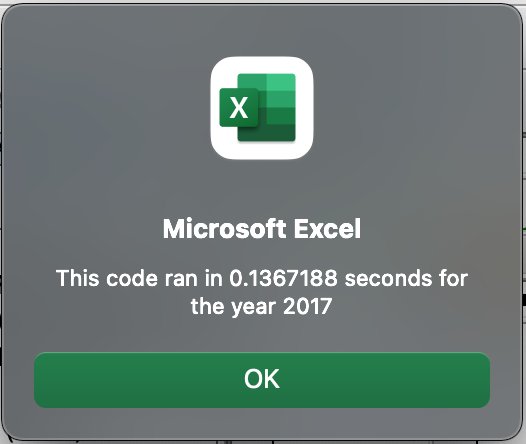 X
Microsoft Excel
This code ran in 0.1367188 seconds for
the year 2017
OK